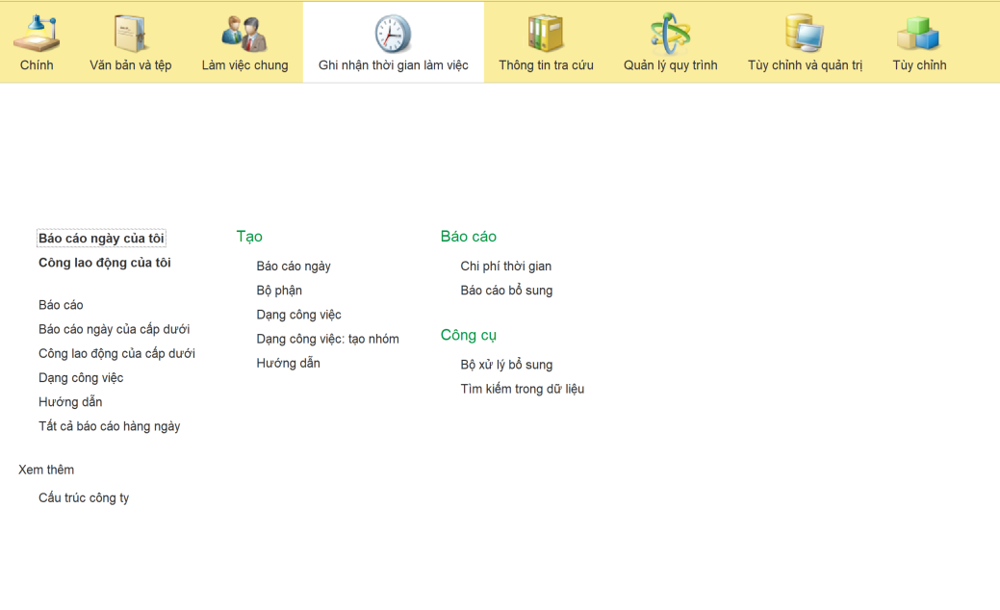 Chính
Văn bản và tệp
Làm việc chung
Ghi nhận thời gian làm việc
Thông tin tra cứu
Quản lý quy trình
Tùy chỉnh và quản trị
Tùy chỉnh
Báo cáo ngày của tôi
Công lao động của tôi
Báo cáo
Báo cáo ngày của cấp dưới
Công lao động của cấp dưới
Dạng công việc
Hướng dẫn
Tất cả báo cáo hàng ngày
Xem thêm
Cấu trúc công ty
Tạo
Báo cáo ngày
Bộ phận
Dạng công việc
Dạng công việc: tạo nhóm
Hướng dẫn
Báo cáo
Chi phí thời gian
Báo cáo bổ sung
Công cụ
Bộ xử lý bổ sung
Tìm kiếm trong dữ liệu